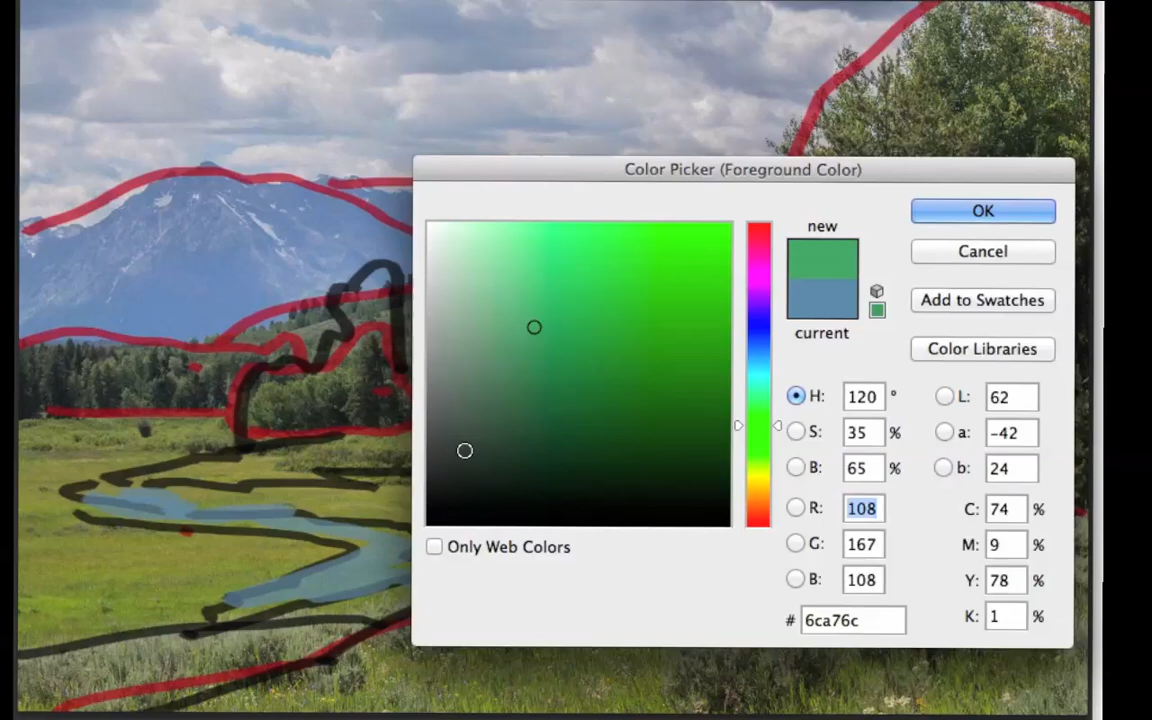 Color Picker (Foreground Color)
new
current
OK
Cancel
Add to Swatches
Color Libraries
H: 120 °
S: 35 %
B: 65 %
R: 108
G: 167
B: 108
# 6ca76c
L: 62
a: -42
b: 24
C: 74 %
M: 9 %
Y: 78 %
K: 1 %
Only Web Colors